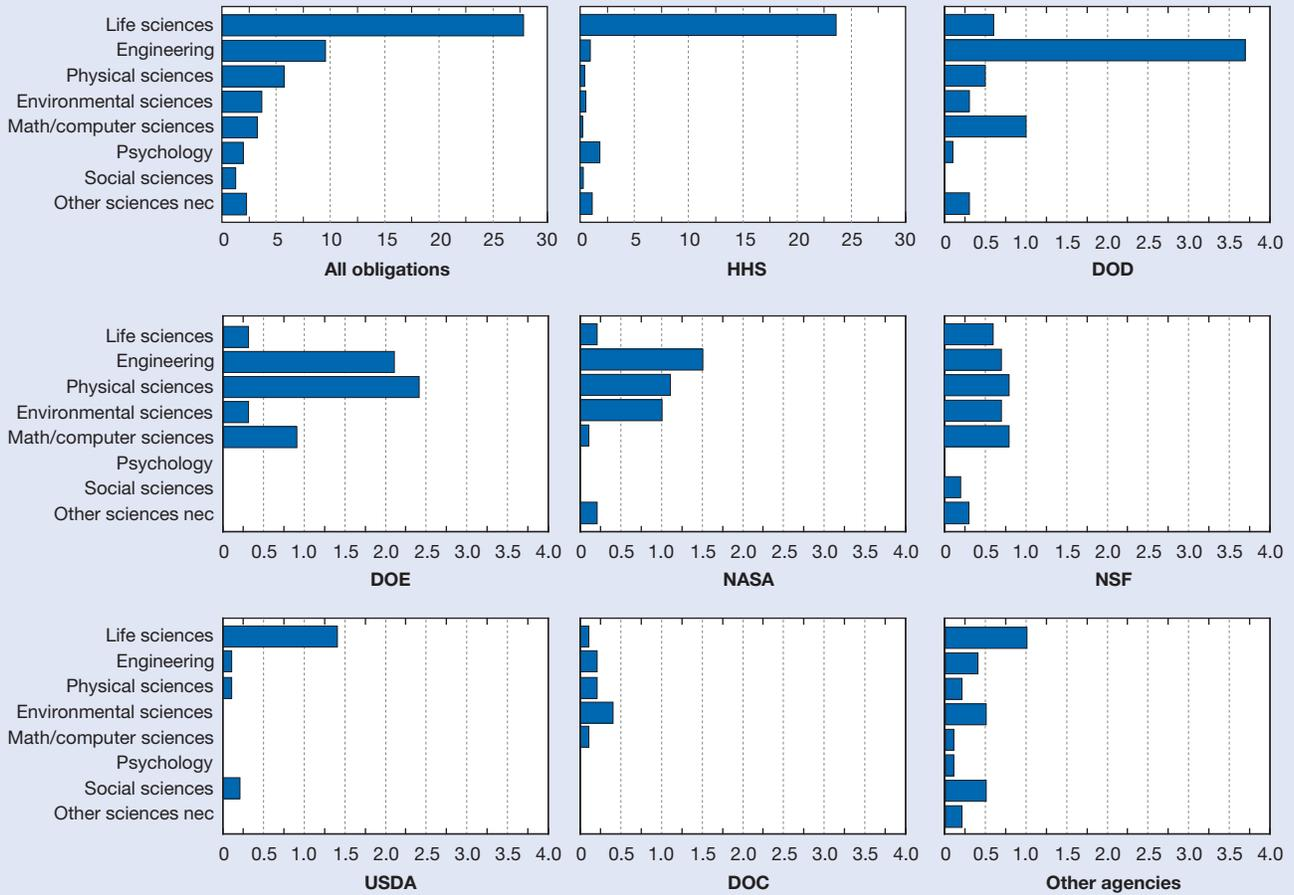 Life sciences
Engineering
Physical sciences
Environmental sciences
Math/computer sciences
Psychology
Social sciences
Other sciences nec
0 5 10 15 20 25 30
All obligations
0 5 10 15 20 25 30
HHS
0 0.5 1.0 1.5 2.0 2.5 3.0 3.5 4.0
DOD
Life sciences
Engineering
Physical sciences
Environmental sciences
Math/computer sciences
Psychology
Social sciences
Other sciences nec
0 0.5 1.0 1.5 2.0 2.5 3.0 3.5 4.0
DOE
0 0.5 1.0 1.5 2.0 2.5 3.0 3.5 4.0
NASA
0 0.5 1.0 1.5 2.0 2.5 3.0 3.5 4.0
NSF
Life sciences
Engineering
Physical sciences
Environmental sciences
Math/computer sciences
Psychology
Social sciences
Other sciences nec
0 0.5 1.0 1.5 2.0 2.5 3.0 3.5 4.0
USDA
0 0.5 1.0 1.5 2.0 2.5 3.0 3.5 4.0
DOC
0 0.5 1.0 1.5 2.0 2.5 3.0 3.5 4.0
Other agencies